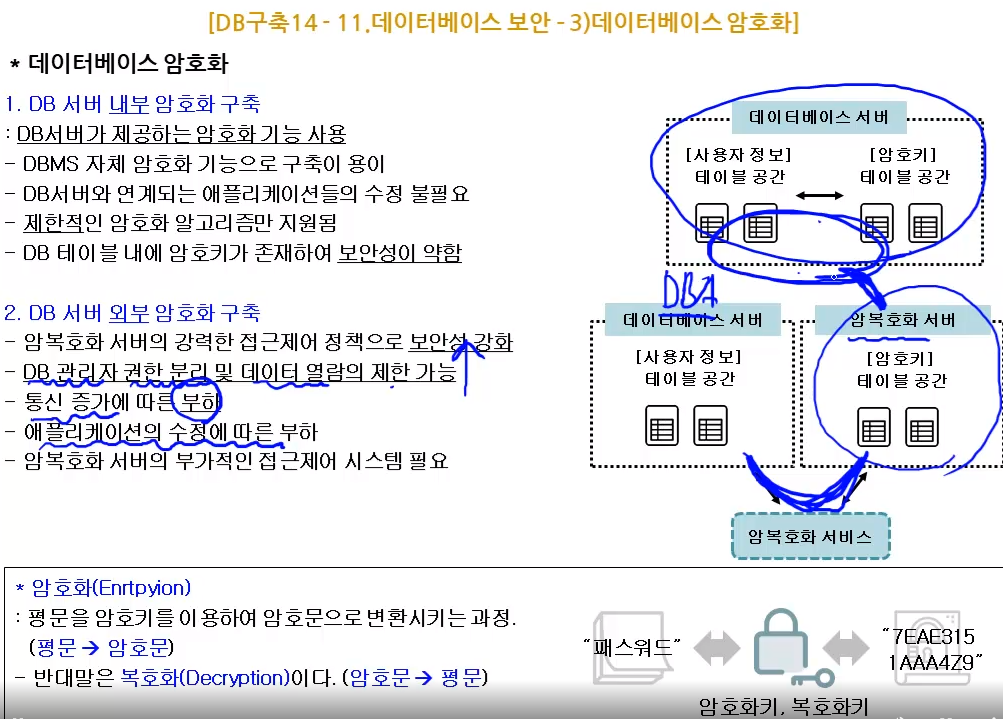 [DB구축14 - 11.데이터베이스 보안 - 3)데이터베이스 암호화]
* 데이터베이스 암호화
1. DB 서버 내부 암호화 구축
: DB서버가 제공하는 암호화 기능 사용
- DBMS 자체 암호화 기능으로 구축이 용이
- DB서버와 연계되는 애플리케이션들의 수정 불필요
- 제한적인 암호화 알고리즘만 지원됨
- DB 테이블 내에 암호키가 존재하여 보안성이 약함
데이터베이스 서버
[사용자 정보] 테이블 공간
[암호키] 테이블 공간
2. DB 서버 외부 암호화 구축
- 암복호화 서버의 강력한 접근제어 정책으로 보안성 강화
- DB 관리자 권한 분리 및 데이터 열람의 제한 가능
- 통신 증가에 따른 부하
- 애플리케이션의 수정에 따른 부하
- 암복호화 서버의 부가적인 접근제어 시스템 필요
DBA
데이터베이스 서버
[사용자 정보]
테이블 공간
암복호화 서버
[암호키]
테이블 공간
암복호화 서비스
* 암호화(Enrtpyion)
: 평문을 암호키를 이용하여 암호문으로 변환시키는 과정.
(평문 → 암호문)
- 반대말은 복호화(Decryption)이다. (암호문 → 평문)
“패스워드”
“7EAE315
1AAA4Z9”
암호화키, 복호화키